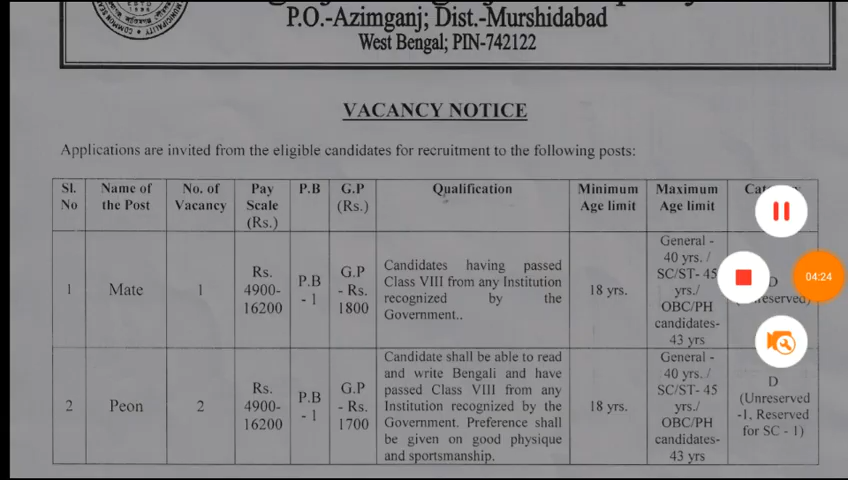 P.O.-Azimganj; Dist.-Murshidabad
West Bengal; PIN-742122
VACANCY NOTICE
Applications are invited from the eligible candidates for recruitment to the following posts:
Sl. No
Name of the Post
No. of Vacancy
Pay Scale (Rs.)
P.B
G.P (Rs.)
Qualification
Minimum Age limit
Maximum Age limit
1
Mate
1
Rs. 4900-16200
P.B - 1
G.P - Rs. 1800
Candidates having passed
Class VIII from any Institution
recognized by the
Government..
18 yrs.
General -
40 yrs. /
SC/ST- 45
yrs./
OBC/PH
candidates-
43 yrs
D
04:24
2
Peon
2
Rs. 4900-16200
P.B - 1
G.P - Rs. 1700
Candidate shall be able to read
and write Bengali and have
passed Class VIII from any
Institution recognized by the
Government. Preference shall
be given on good physique
and sportsmanship.
18 yrs.
General -
40 yrs. /
SC/ST- 45
yrs./
OBC/PH
candidates-
43 yrs
D
(Unreserved
-1, Reserved
for SC - 1)